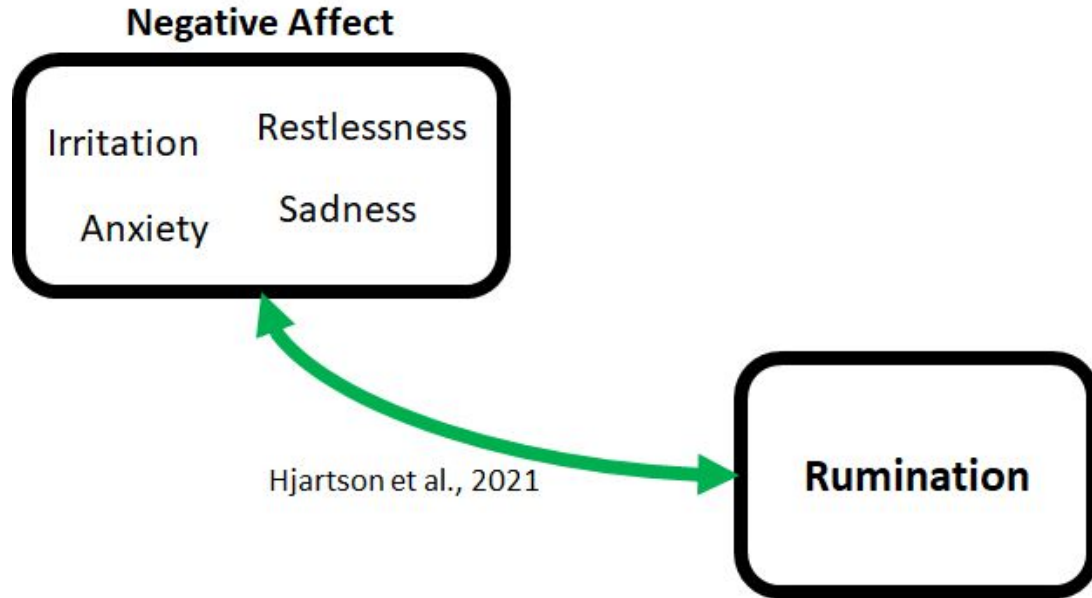 Negative Affect
Irritation
Restlessness
Anxiety
Sadness
Hjartson et al., 2021
Rumination